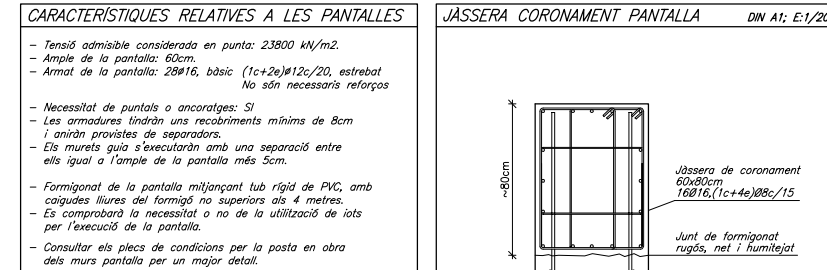 CARACTERÍSTIQUES RELATIVES A LES PANTALLES
- Tensió admisible considerada en punta: 23800 kN/m2.
- Ample de la pantalla: 60cm.
- Armat de la pantalla: 28ø16, bàsic (1c+2e)ø12c/20, estrebat
No són necessaris reforços
- Necessitat de puntals o ancoratges: SI
- Les armadures tindràn uns recobriments mínims de 8cm
i aniràn provistes de separadors.
- Els murets guia s'executaràn amb una separació entre
ells igual a l'ample de la pantalla més 5cm.
- Formigonat de la pantalla mitjançant tub rígid de PVC, amb
caigudes lliures del formigó no superiors als 4 metres.
- Es comprobarà la necessitat o no de la utilització de iots
per l'execució de la pantalla.
- Consultar els plecs de condicions per la posta en obra
dels murs pantalla per un major detall.
JÀSSERA CORONAMENT PANTALLA DIN A1; E:1/20
~80cm
Jàssera de coronament
60x80cm
16Ø16,(1c+4e)Ø8c/15
Junt de formigonat
rugós, net i humitejat